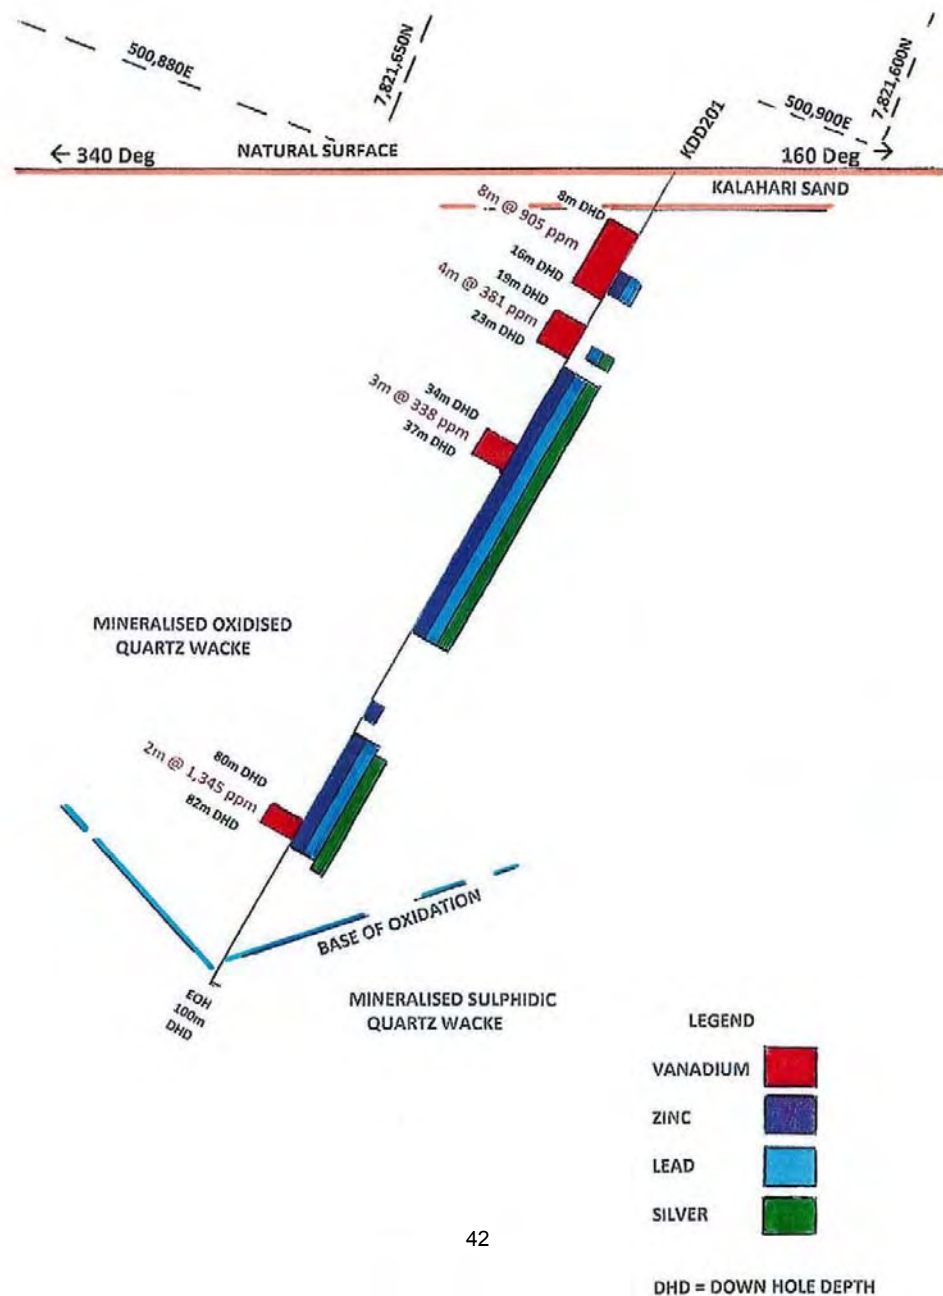 500,880E
7,821,650N
KDD201
500,900E
7,821,600N
← 340 Deg
NATURAL SURFACE
160 Deg →
KALAHARI SAND
8m DHD
8m @ 905 ppm
16m DHD
19m DHD
4m @ 381 ppm
23m DHD
34m DHD
3m @ 338 ppm
37m DHD
MINERALISED OXIDISED
QUARTZ WACKE
80m DHD
2m @ 1,345 ppm
82m DHD
BASE OF OXIDATION
EOH
100m
DHD
MINERALISED SULPHIDIC
QUARTZ WACKE
LEGEND
VANADIUM
ZINC
LEAD
SILVER
42
DHD = DOWN HOLE DEPTH